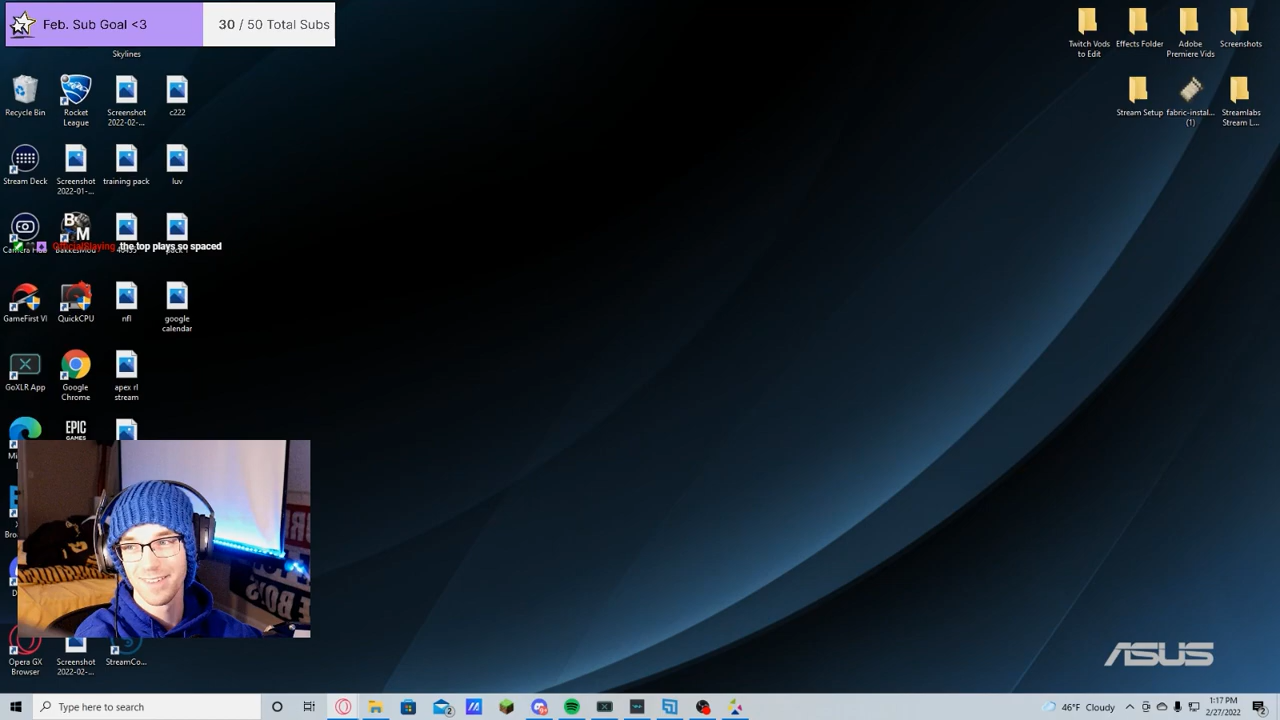 Feb. Sub Goal <3
30 / 50 Total Subs
Skylines
Twitch Vods
to Edit
Effects Folder
Adobe
Premiere Vids
Screenshots
Recycle Bin
Rocket
League
Screenshot
2022-02-...
c222
Stream Setup
fabric-instal...
(1)
Streamlabs
Stream L...
Stream Deck
Screenshot
2022-01-...
training pack
luv
OfficialSlaying the top plays so spaced
GameFirst VI
QuickCPU
nfl
google
calendar
GoXLR App
Google
Chrome
apex rl
stream
EPIC
GAMES
Opera GX
Browser
Screenshot
2022-02-...
StreamCo...
ASUS
Type here to search
46°F Cloudy
1:17 PM
2/27/2022